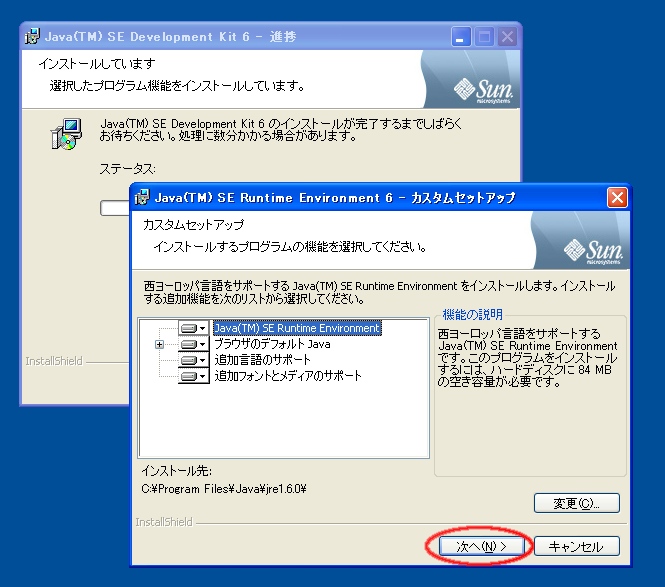 Java(TM) SE Development Kit 6 - 進捗
インストールしています
選択したプログラム機能をインストールしています。
Sun
microsystems
Java(TM) SE Development Kit 6 のインストールが完了するまでしばらく
お待ちください。処理に数分かかる場合があります。
ステータス:
InstallShield
Java(TM) SE Runtime Environment 6 - カスタムセットアップ
カスタムセットアップ
インストールするプログラムの機能を選択してください。
Sun
microsystems
西ヨーロッパ言語をサポートする Java(TM) SE Runtime Environment をインストールします。インストール
する追加機能を次のリストから選択してください。
Java(TM) SE Runtime Environment
ブラウザのデフォルト Java
追加言語のサポート
追加フォントとメディアのサポート
機能の説明
西ヨーロッパ言語をサポートする
Java(TM) SE Runtime Environment
です。このプログラムをインストール
するには、ハードディスクに 84 MB
の空き容量が必要です。
インストール先:
C:¥Program Files¥Java¥jre1.6.0¥
変更(C)...
InstallShield
次へ(N) >
キャンセル